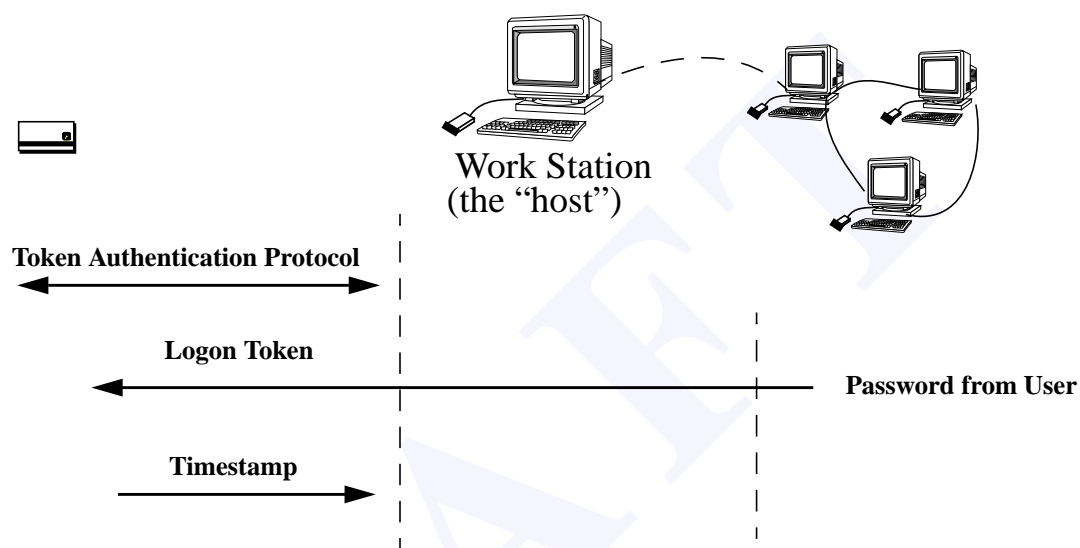 Work Station
(the “host”)
Token Authentication Protocol
Logon Token
Password from User
Timestamp